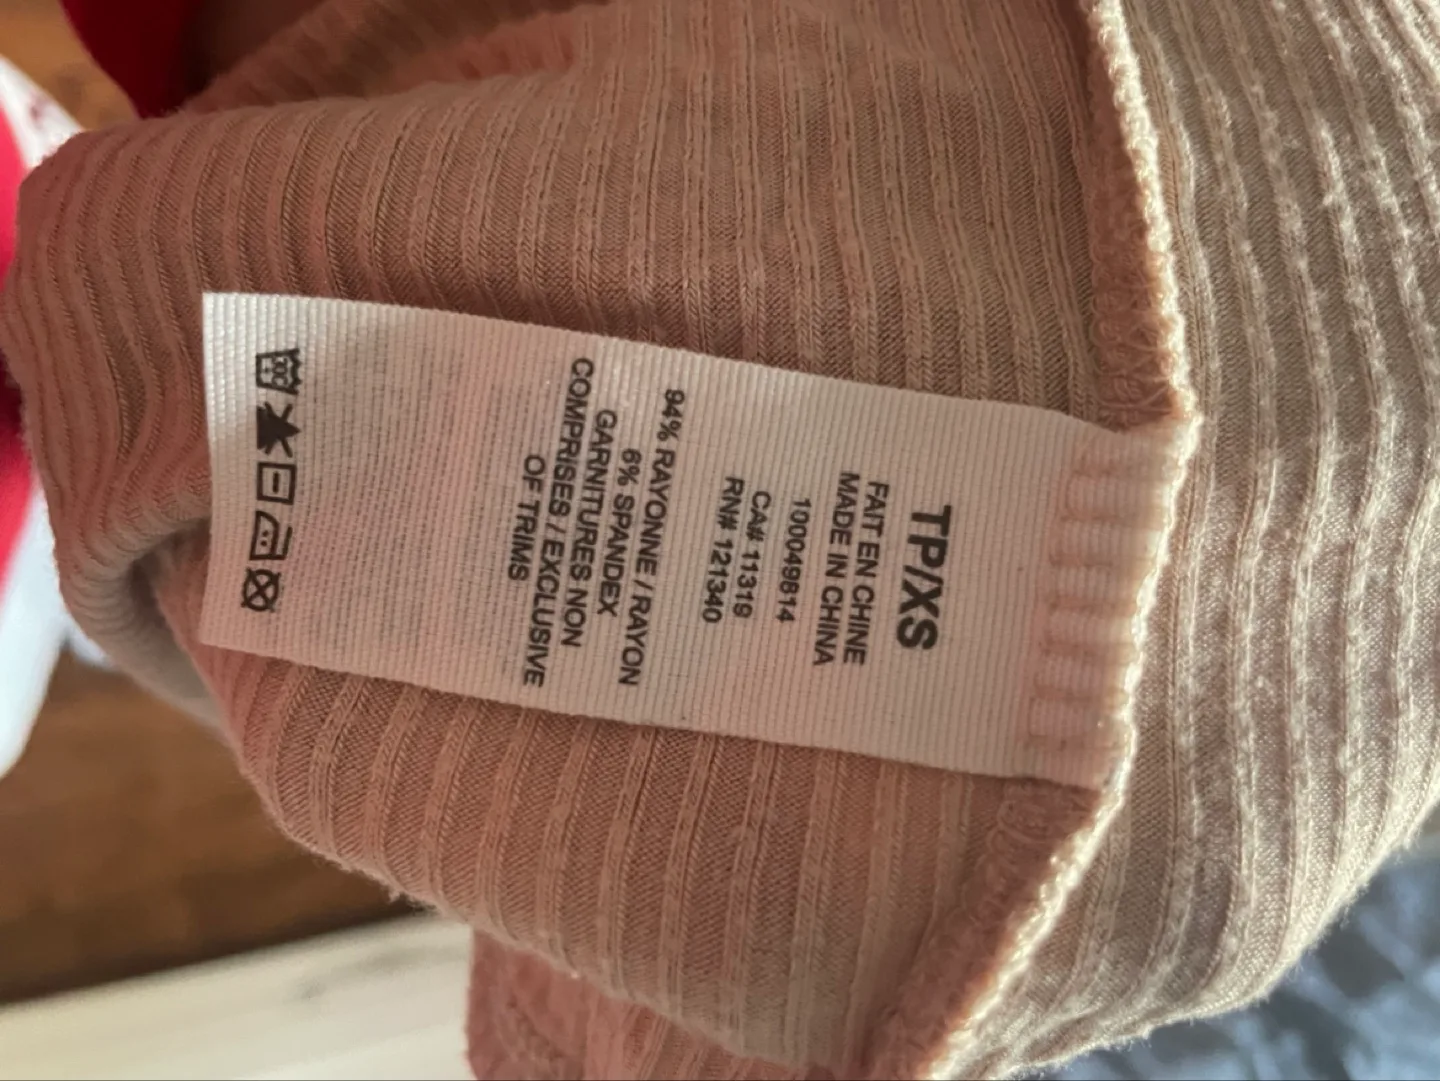 TP/XS
FAIT EN CHINE
MADE IN CHINA
100049814
CA# 11319
RN# 121340
94% RAYONNE / RAYON
6% SPANDEX
GARNITURES NON
COMPRISES / EXCLUSIVE
OF TRIMS